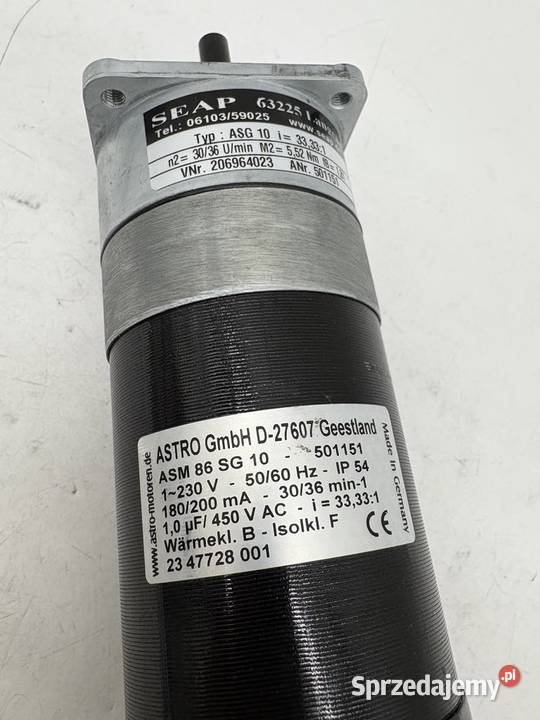 SEAP 63225
Tel.: 06103/59025 www.
Typ : ASG 10 i = 33,33:1
n2= 30/36 U/min M2= 5,52 Nm
VNr. 206964023 ANr. 501151
www.astro-motoren.de
ASTRO GmbH D-27607 Geestland
ASM 86 SG 10 - 501151
1~230 V - 50/60 Hz - IP 54
180/200 mA - 30/36 min-1
1,0 µF/ 450 V AC - i = 33,33:1
Wärmekl. B - Isolkl. F
23 47728 001
Made in Germany
CE
Sprzedajemy.pl